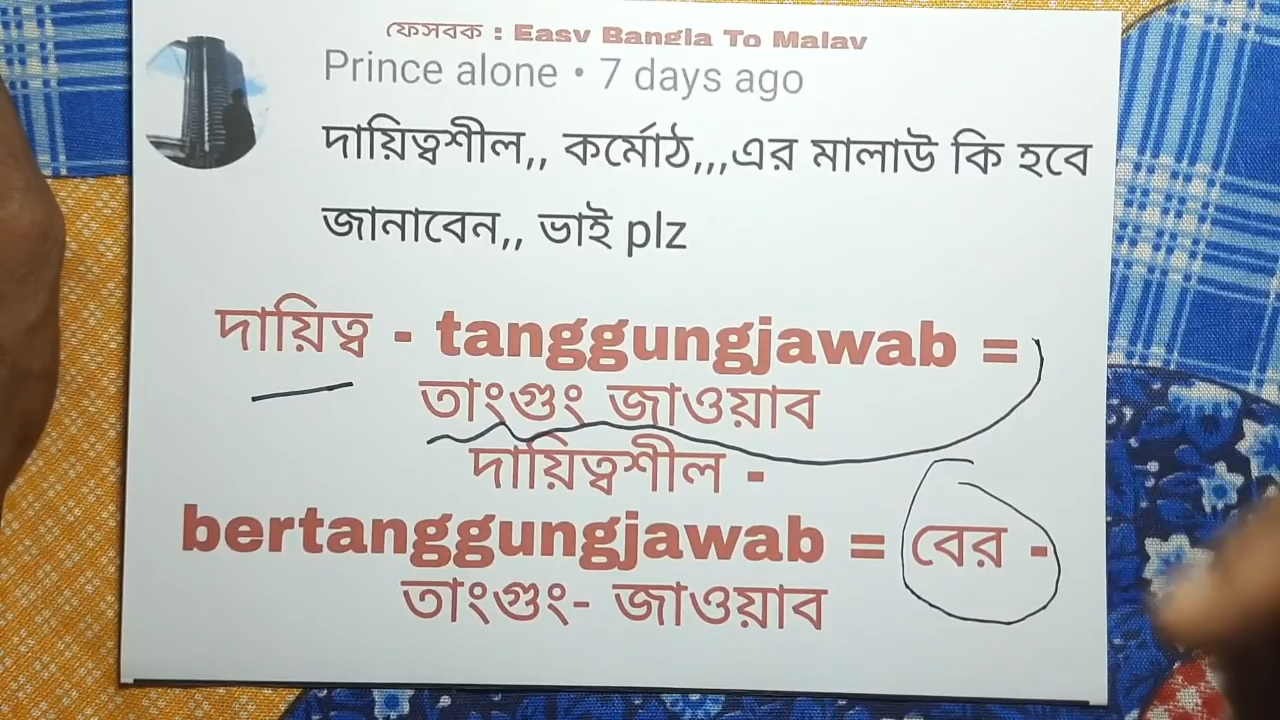 ফেসবুক : Easy Bangla To Malay
Prince alone • 7 days ago
দায়িত্বশীল,, কর্মোঠ,,,এর মালাউ কি হবে
জানাবেন,, ভাই plz
দায়িত্ব - tanggungjawab =
তাংগুং জাওয়াব
দায়িত্বশীল -
bertanggungjawab = বের -
তাংগুং- জাওয়াব